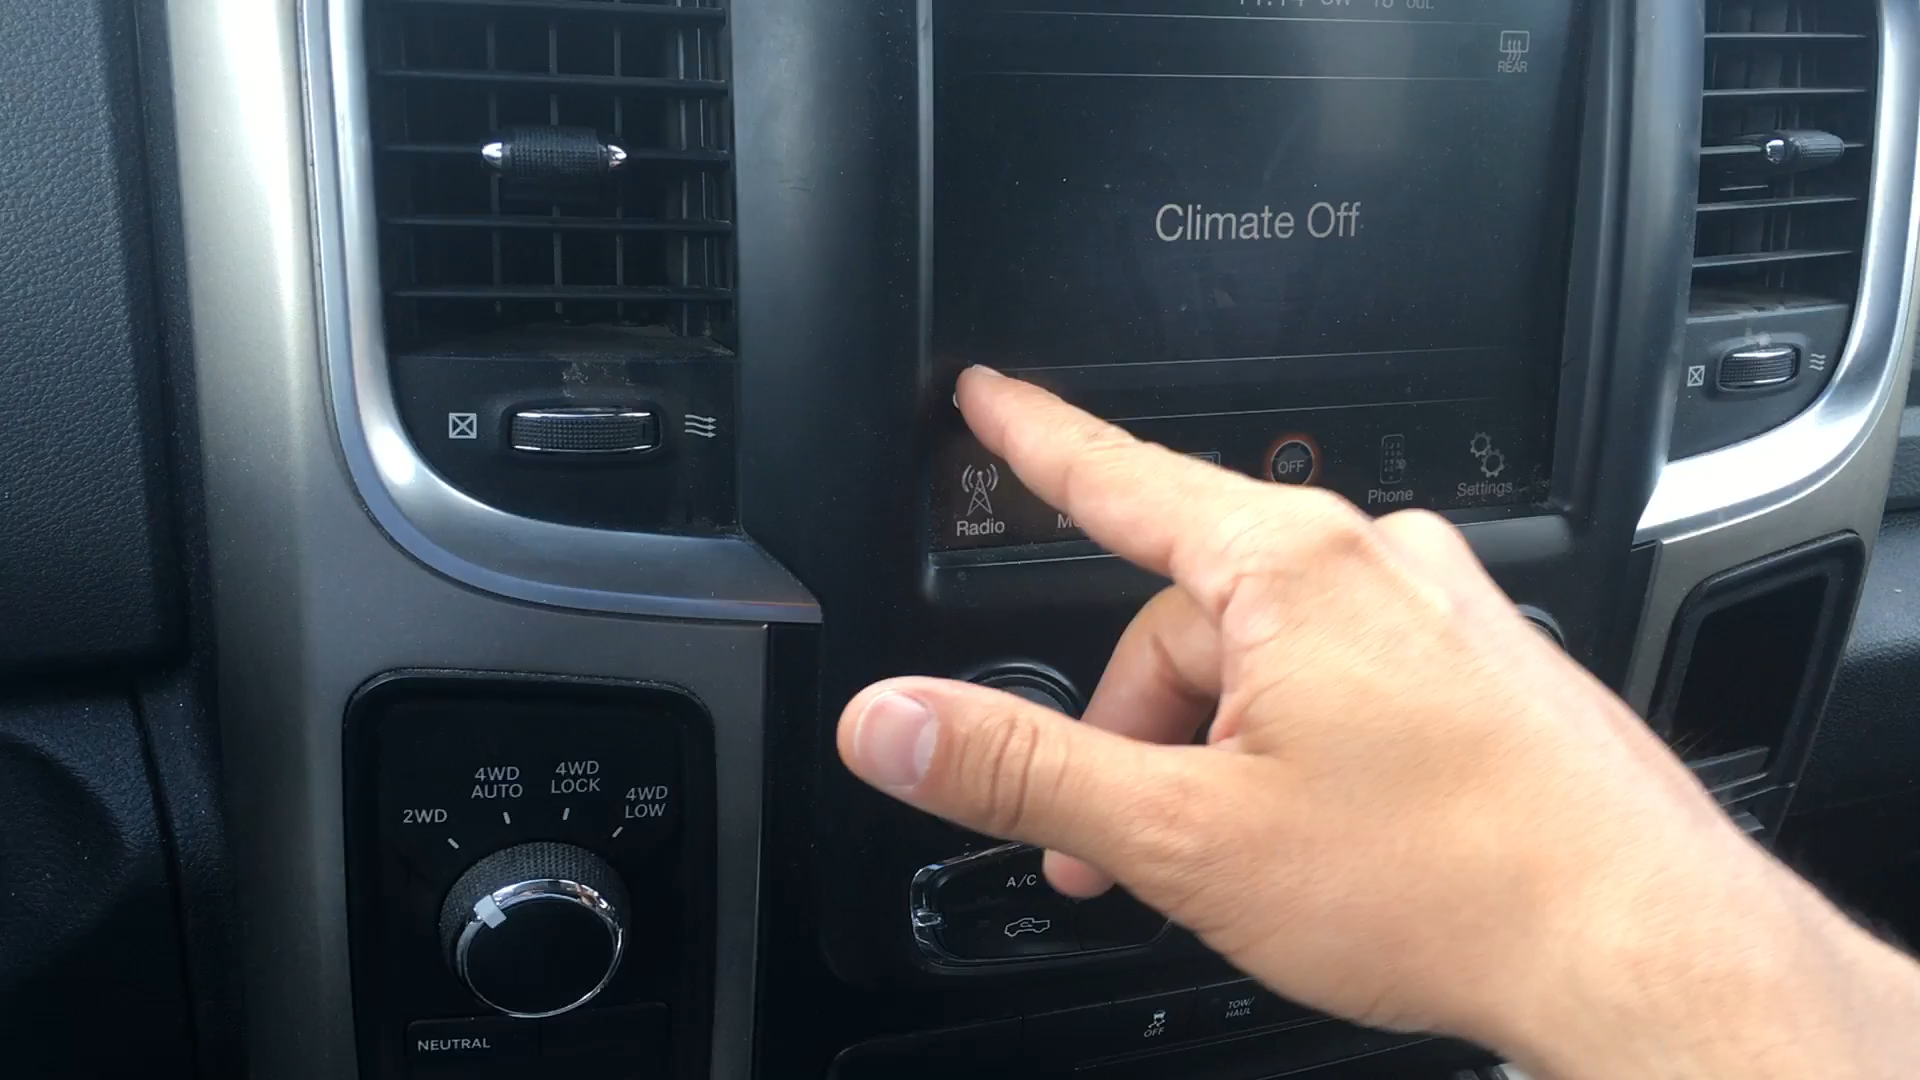 REAR
Climate Off
OFF
Phone
Settings
Radio
4WD
AUTO
4WD
LOCK
4WD
LOW
2WD
A/C
NEUTRAL
OFF
TOW/
HAUL